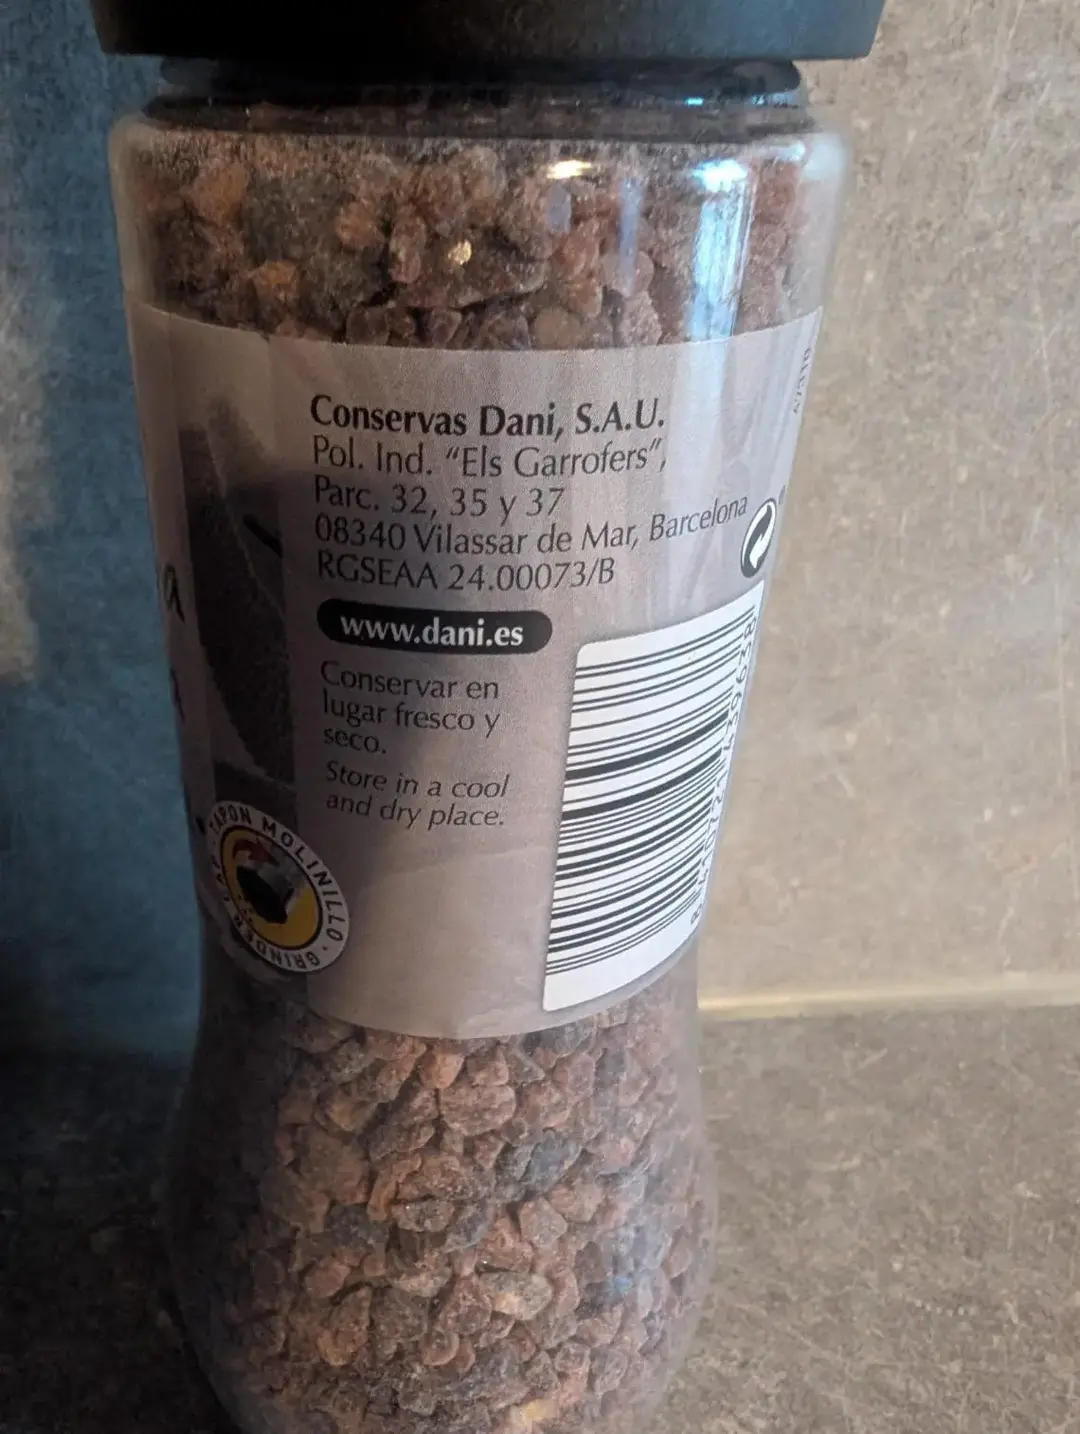 Conservas Dani, S.A.U.
Pol. Ind. “Els Garrofers”,
Parc. 32, 35 y 37
08340 Vilassar de Mar, Barcelona
RGSEAA 24.00073/B
www.dani.es
Conservar en
lugar fresco y
seco.
Store in a cool
and dry place.
TAPON MOLINILLO · GRINDER CAP